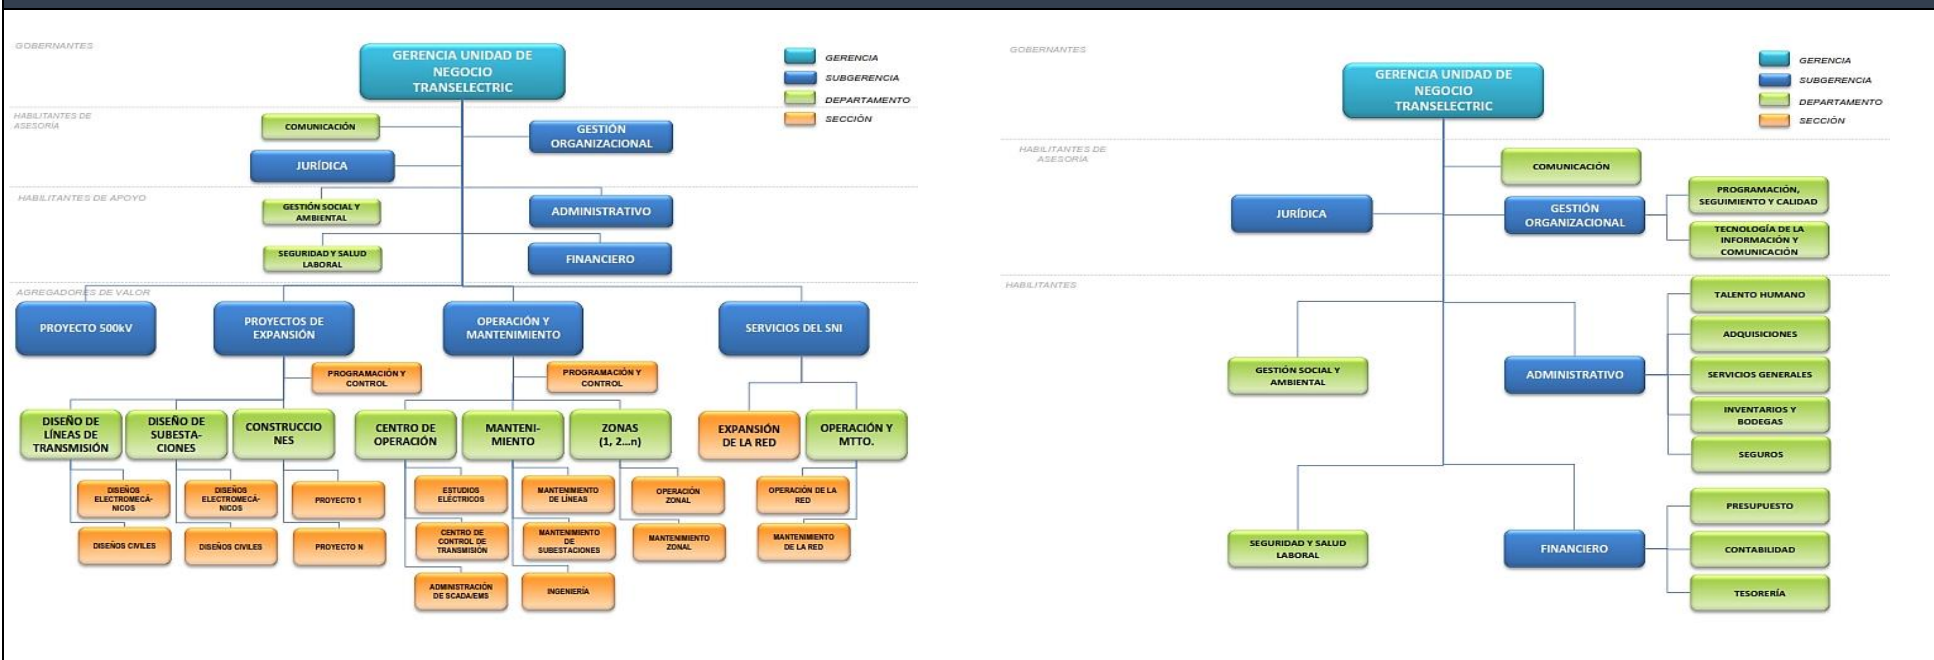 GOBERNANTES
GERENCIA UNIDAD DE
NEGOCIO
TRANSELECTRIC
GERENCIA
SUBGERENCIA
DEPARTAMENTO
SECCIÓN
HABILITANTES DE
ASESORÍA
COMUNICACIÓN
GESTIÓN
ORGANIZACIONAL
JURÍDICA
HABILITANTES DE APOYO
GESTIÓN SOCIAL Y
AMBIENTAL
ADMINISTRATIVO
SEGURIDAD Y SALUD
LABORAL
FINANCIERO
AGREGADORES DE VALOR
PROYECTO 500kV
PROYECTOS DE
EXPANSIÓN
OPERACIÓN Y
MANTENIMIENTO
SERVICIOS DEL SNI
PROGRAMACIÓN Y
CONTROL
PROGRAMACIÓN Y
CONTROL
DISEÑO DE
LÍNEAS DE
TRANSMISIÓN
DISEÑO DE
SUBESTA-
CIONES
CONSTRUCCIO
NES
CENTRO DE
OPERACIÓN
MANTENI-
MIENTO
ZONAS
(1, 2...n)
EXPANSIÓN
DE LA RED
OPERACIÓN Y
MTTO.
DISEÑOS
ELECTROMECÁ-
NICOS
DISEÑOS
ELECTROMECÁ-
NICOS
PROYECTO 1
ESTUDIOS
ELÉCTRICOS
MANTENIMIENTO
DE LÍNEAS
OPERACIÓN
ZONAL
OPERACIÓN DE LA
RED
DISEÑOS CIVILES
DISEÑOS CIVILES
PROYECTO N
CENTRO DE
CONTROL DE
TRANSMISIÓN
MANTENIMIENTO
DE
SUBESTACIONES
MANTENIMIENTO
ZONAL
MANTENIMIENTO
DE LA RED
ADMINISTRACIÓN
DE SCADA/EMS
INGENIERÍA
GOBERNANTES
GERENCIA UNIDAD DE
NEGOCIO
TRANSELECTRIC
GERENCIA
SUBGERENCIA
DEPARTAMENTO
SECCIÓN
HABILITANTES DE
ASESORÍA
COMUNICACIÓN
JURÍDICA
GESTIÓN
ORGANIZACIONAL
PROGRAMACIÓN,
SEGUIMIENTO Y CALIDAD
TECNOLOGÍA DE LA
INFORMACIÓN Y
COMUNICACIÓN
HABILITANTES
TALENTO HUMANO
ADQUISICIONES
GESTIÓN SOCIAL Y
AMBIENTAL
ADMINISTRATIVO
SERVICIOS GENERALES
INVENTARIOS Y
BODEGAS
SEGUROS
PRESUPUESTO
SEGURIDAD Y SALUD
LABORAL
FINANCIERO
CONTABILIDAD
TESORERÍA